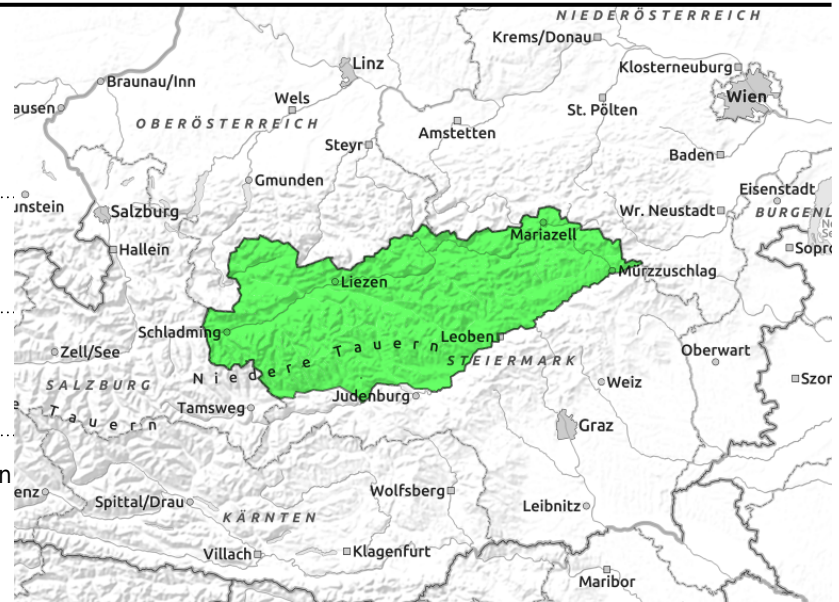 NIEDERÖSTERREICH
Krems/Donau
Linz
Klosterneuburg
Braunau/Inn
Wien
Wels
ausen
St. Pölten
OBERÖSTERREICH
Amstetten
Steyr
Baden
Gmunden
Eisenstadt
unstein
Salzburg
Wr. Neustadt
BURGENL
Ne
Se
Mariazell
Hallein
Sopro
Mürzzuschlag
Liezen
Schladming
Leoben
Niedere Tauern
Zell/See
STEIERMARK
Oberwart
SALZBURG
Weiz
Szom
Tamsweg
Judenburg
e Tauern
Graz
n
enz
Spittal/Drau
Wolfsberg
Leibnitz
KÄRNTEN
Villach
Klagenfurt
Maribor